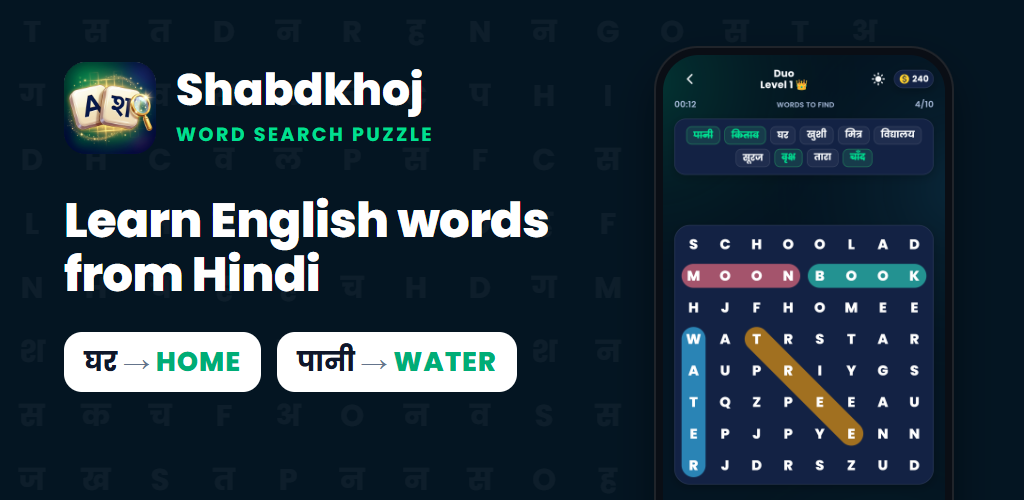 Shabdkhoj
WORD SEARCH PUZZLE
Learn English words
from Hindi
घर → HOME
पानी → WATER
Duo
Level 1 👑
240
00:12
WORDS TO FIND
4/10
पानी किताब घर खुशी मित्र विद्यालय
सूरज वृक्ष तारा चाँद
S C H O O L A D
M O O N B O O K
H J F H O M E E
W A T R S T A R
A U P R I Y G S
T Q Z P E E A U
E P J P Y E N N
R J D R S Z U D